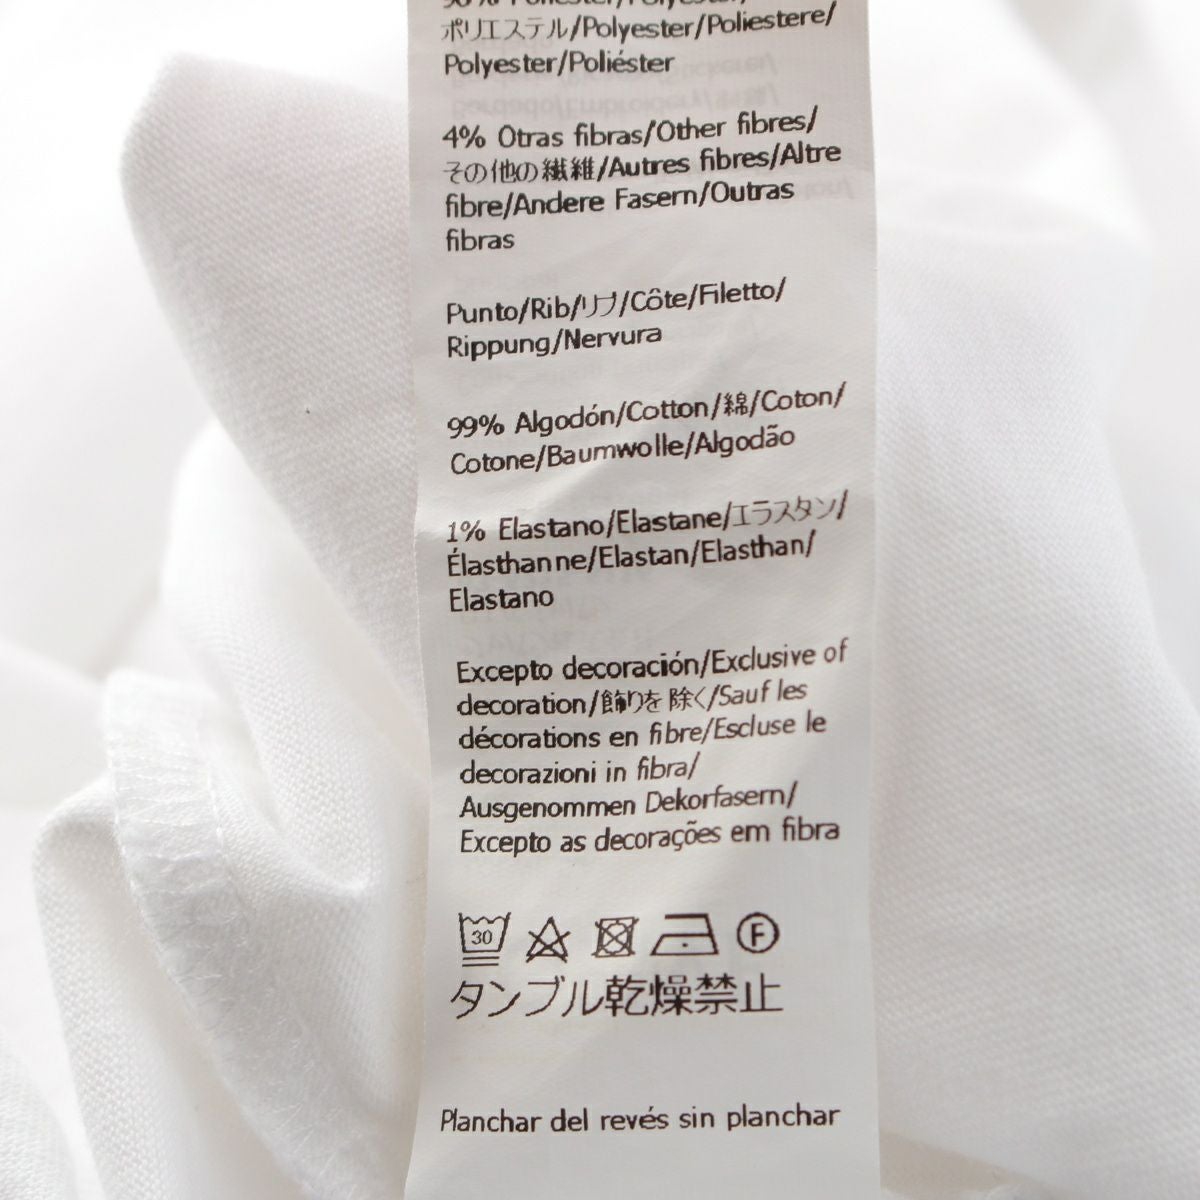 ポリエステル/Polyester/Poliestere/
Polyester/Poliéster
4% Otras fibras/Other fibres/
その他の繊維/Autres fibres/Altre
fibre/Andere Fasern/Outras
fibras
Punto/Rib/リブ/Côte/Filetto/
Rippung/Nervura
99% Algodón/Cotton/綿/Coton/
Cotone/Baumwolle/Algodão
1% Elastano/Elastane/エラスタン/
Élasthanne/Elastan/Elasthan/
Elastano
Excepto decoración/Exclusive of
decoration/飾りを除く/Sauf les
décorations en fibre/Escluse le
decorazioni in fibra/
Ausgenommen Dekorfasern/
Excepto as decorações em fibra
30 F
タンブル乾燥禁止
Planchar del revés sin planchar